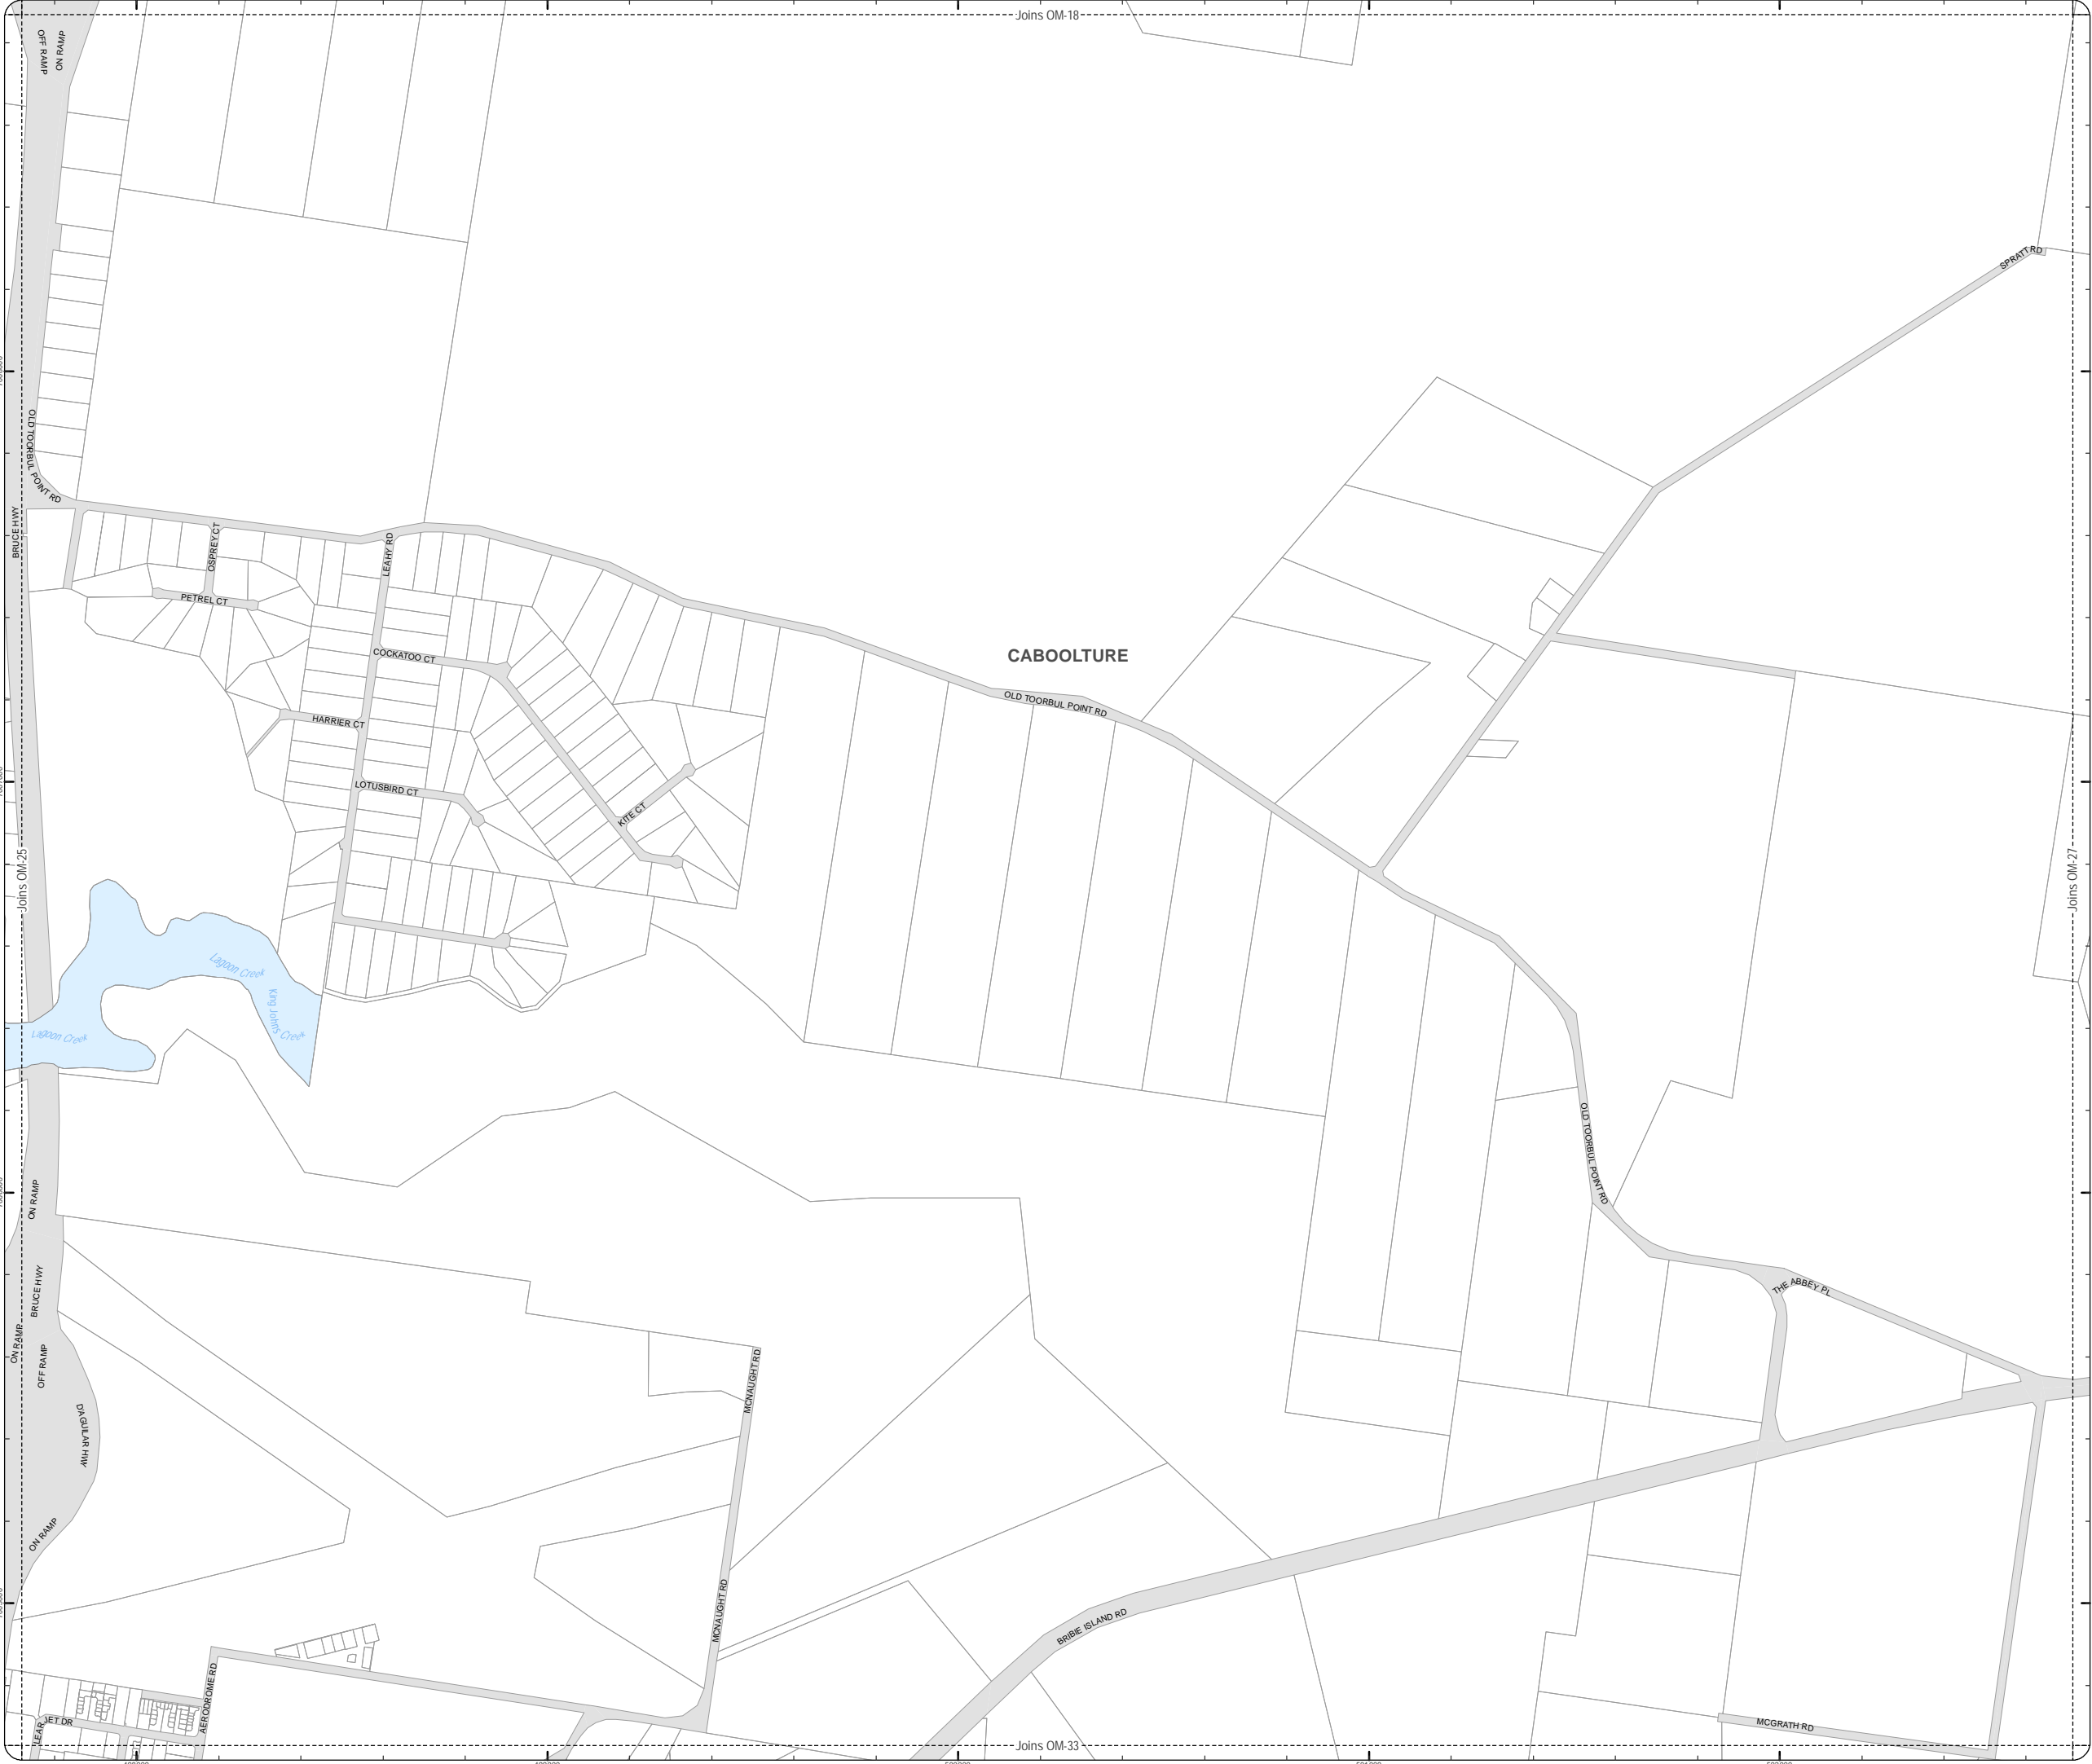 Joins OM-18
OFF RAMP
ON RAMP
SPRATT RD
OLD TOORBUL POINT RD
BRUCE HWY
OSPREY CT
LEAHY RD
PETREL CT
COCKATOO CT
CABOOLTURE
OLD TOORBUL POINT RD
HARRIER CT
LOTUSBIRD CT
KITE CT
Joins OM-25
Joins OM-27
Lagoon Creek
King Johns Creek
Lagoon Creek
OLD TOORBUL POINT RD
ON RAMP
BRUCE HWY
THE ABBEY PL
ON RAMP
OFF RAMP
MCNAUGHT RD
D'AGUILAR HWY
ON RAMP
MCNAUGHT RD
BRIBIE ISLAND RD
AERODROME RD
LEAR JET DR
MCGRATH RD
Joins OM-33